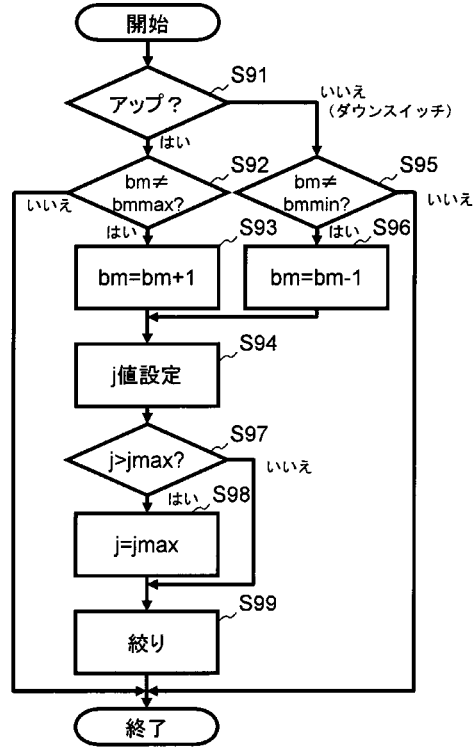 開始
S91
アップ？
いいえ
（ダウンスイッチ）
はい
S92
bm≠
bmmax?
いいえ
はい
S95
bm≠
bmmin?
いいえ
はい
S93
bm=bm+1
S96
bm=bm-1
S94
j値設定
S97
j>jmax?
いいえ
はい
S98
j=jmax
S99
絞り
終了